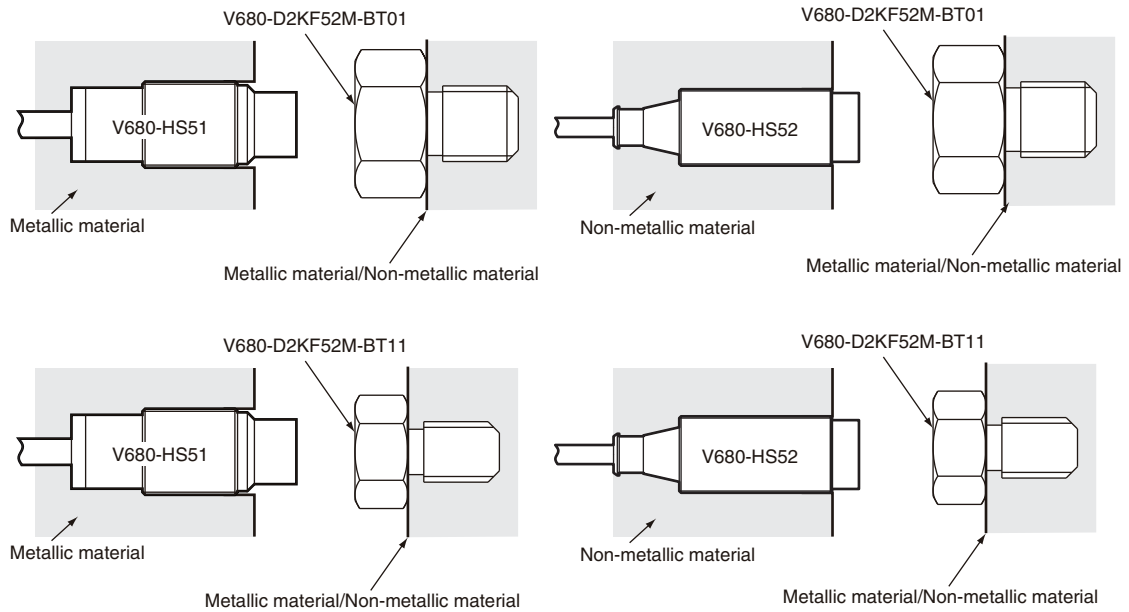 V680-D2KF52M-BT01
V680-HS51
Metallic material
Metallic material/Non-metallic material
V680-D2KF52M-BT01
V680-HS52
Non-metallic material
Metallic material/Non-metallic material
V680-D2KF52M-BT11
V680-HS51
Metallic material
Metallic material/Non-metallic material
V680-D2KF52M-BT11
V680-HS52
Non-metallic material
Metallic material/Non-metallic material